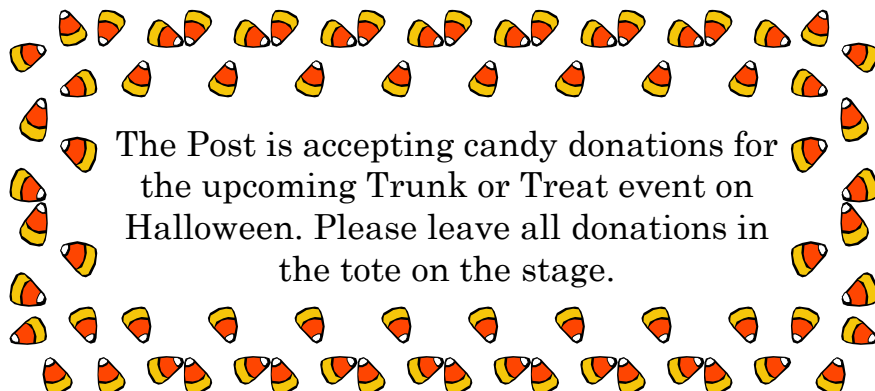 The Post is accepting candy donations for
the upcoming Trunk or Treat event on
Halloween. Please leave all donations in
the tote on the stage.